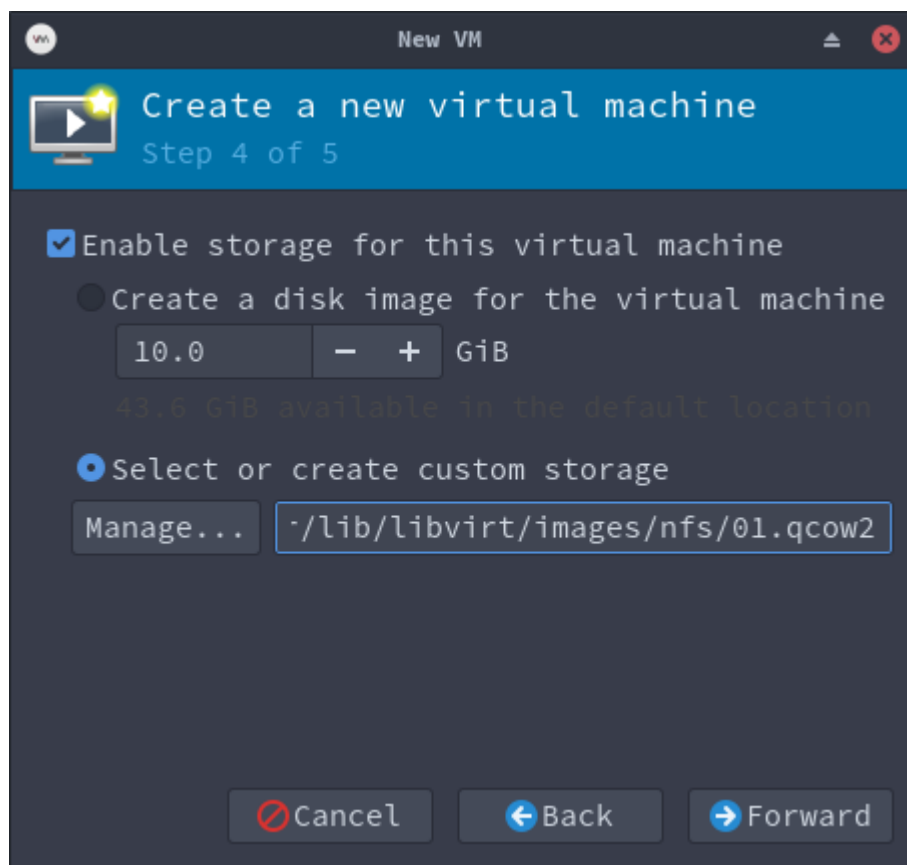 New VM
Create a new virtual machine
Step 4 of 5
Enable storage for this virtual machine
Create a disk image for the virtual machine
10.0 − + GiB
43.6 GiB available in the default location
Select or create custom storage
Manage... /lib/libvirt/images/nfs/01.qcow2
Cancel Back Forward